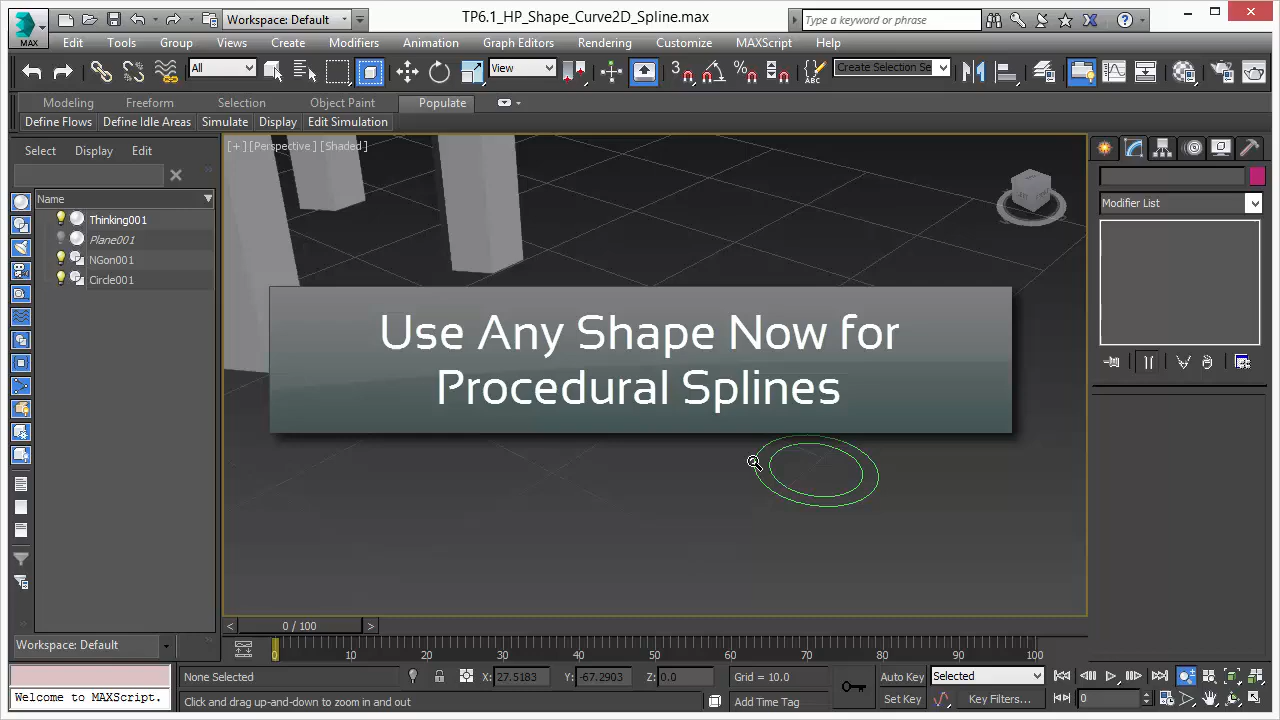 Workspace: Default
TP6.1_HP_Shape_Curve2D_Spline.max
Type a keyword or phrase
MAX
Edit Tools Group Views Create Modifiers Animation Graph Editors Rendering Customize MAXScript Help
All
View
3
ABC
Create Selection Se
Modeling Freeform Selection Object Paint Populate
Define Flows Define Idle Areas Simulate Display Edit Simulation
Select Display Edit
[+] [Perspective ] [Shaded ]
Name
Thinking001
Plane001
NGon001
Circle001
Modifier List
Use Any Shape Now for
Procedural Splines
0 / 100
Workspace: Default
0 10 20 30 40 50 60 70 80 90 100
None Selected
X: 27.5183 Y: -67.2903 Z: 0.0
Grid = 10.0
Auto Key
Selected
Welcome to MAXScript.
Click and drag up-and-down to zoom in and out
Add Time Tag
Set Key
Key Filters...
0